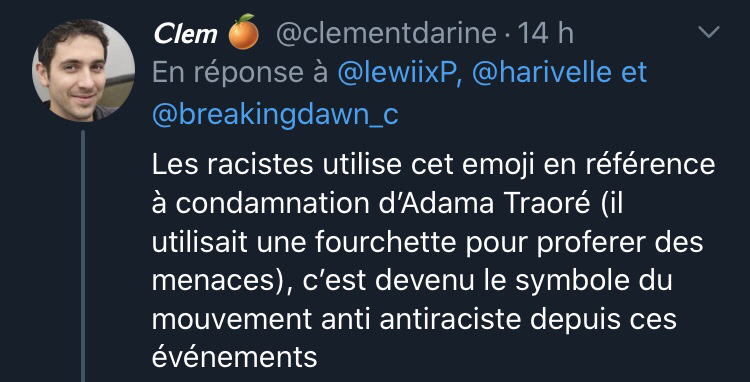 Clem 🍊 @clementdarine · 14 h
En réponse à @lewiixP, @harivelle et
@breakingdawn_c
Les racistes utilise cet emoji en référence
à condamnation d’Adama Traoré (il
utilisait une fourchette pour proferer des
menaces), c’est devenu le symbole du
mouvement anti antiraciste depuis ces
événements